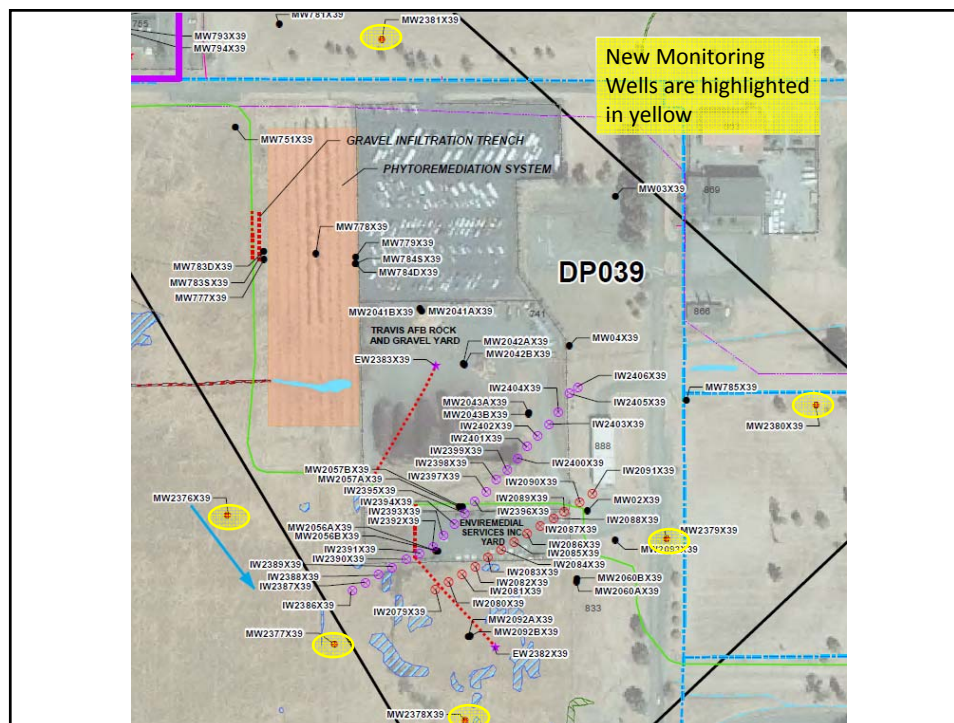 MW781X39
MW2381X39
785
MW793X39
MW794X39
New Monitoring
Wells are highlighted
in yellow
MW751X39
GRAVEL INFILTRATION TRENCH
PHYTOREMEDIATION SYSTEM
869
MW03X39
MW778X39
MW779X39
MW784SX39
MW784DX39
MW783DX39
MW783SX39
MW777X39
DP039
MW2041BX39
MW2041AX39
241
866
TRAVIS AFB ROCK
AND GRAVEL YARD
MW2042AX39
MW2042BX39
MW04X39
EW2383X39
IW2406X39
IW2404X39
IW2405X39
MW785X39
MW2043AX39
MW2043BX39
IW2402X39
IW2403X39
MW2380X39
IW2401X39
IW2399X39
888
IW2398X39
IW2400X39
IW2397X39
IW2091X39
IW2090X39
MW2057BX39
MW2057AX39
IW2395X39
IW2089X39
MW02X39
MW2376X39
IW2394X39
IW2393X39
IW2396X39
IW2392X39
IW2088X39
ENVIREMEDIAL
SERVICES INC
YARD
IW2087X39
MW2379X39
MW2056AX39
MW2056BX39
IW2086X39
IW2085X39
IW2391X39
IW2390X39
IW2084X39
IW2389X39
IW2083X39
IW2388X39
IW2082X39
MW2060BX39
IW2387X39
IW2081X39
MW2060AX39
IW2386X39
IW2080X39
833
IW2079X39
MW2092AX39
MW2377X39
MW2092BX39
EW2382X39
MW2378X39